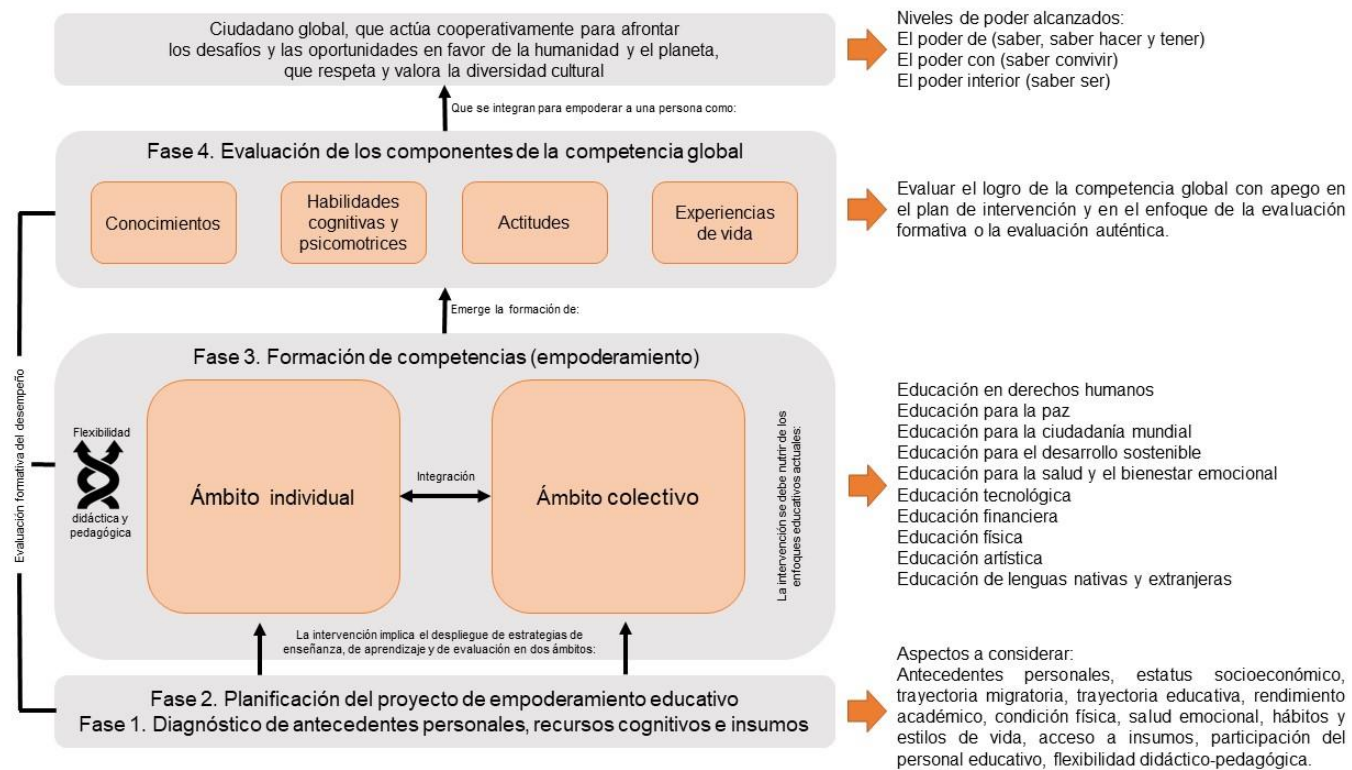 Ciudadano global, que actúa cooperativamente para afrontar
los desafíos y las oportunidades en favor de la humanidad y el planeta,
que respeta y valora la diversidad cultural
Niveles de poder alcanzados:
El poder de (saber, saber hacer y tener)
El poder con (saber convivir)
El poder interior (saber ser)
Que se integran para empoderar a una persona como:
Fase 4. Evaluación de los componentes de la competencia global
Conocimientos
Habilidades
cognitivas y
psicomotrices
Actitudes
Experiencias
de vida
Evaluar el logro de la competencia global con apego en
el plan de intervención y en el enfoque de la evaluación
formativa o la evaluación auténtica.
Emerge la formación de:
Evaluación formativa del desempeño
Fase 3. Formación de competencias (empoderamiento)
Flexibilidad
didáctica y
pedagógica
Ámbito individual
Integración
Ámbito colectivo
La intervención se debe nutrir de los
enfoques educativos actuales:
Educación en derechos humanos
Educación para la paz
Educación para la ciudadanía mundial
Educación para el desarrollo sostenible
Educación para la salud y el bienestar emocional
Educación tecnológica
Educación financiera
Educación física
Educación artística
Educación de lenguas nativas y extranjeras
La intervención implica el despliegue de estrategias de
enseñanza, de aprendizaje y de evaluación en dos ámbitos:
Fase 2. Planificación del proyecto de empoderamiento educativo
Fase 1. Diagnóstico de antecedentes personales, recursos cognitivos e insumos
Aspectos a considerar:
Antecedentes personales, estatus socioeconómico,
trayectoria migratoria, trayectoria educativa, rendimiento
académico, condición física, salud emocional, hábitos y
estilos de vida, acceso a insumos, participación del
personal educativo, flexibilidad didáctico-pedagógica.